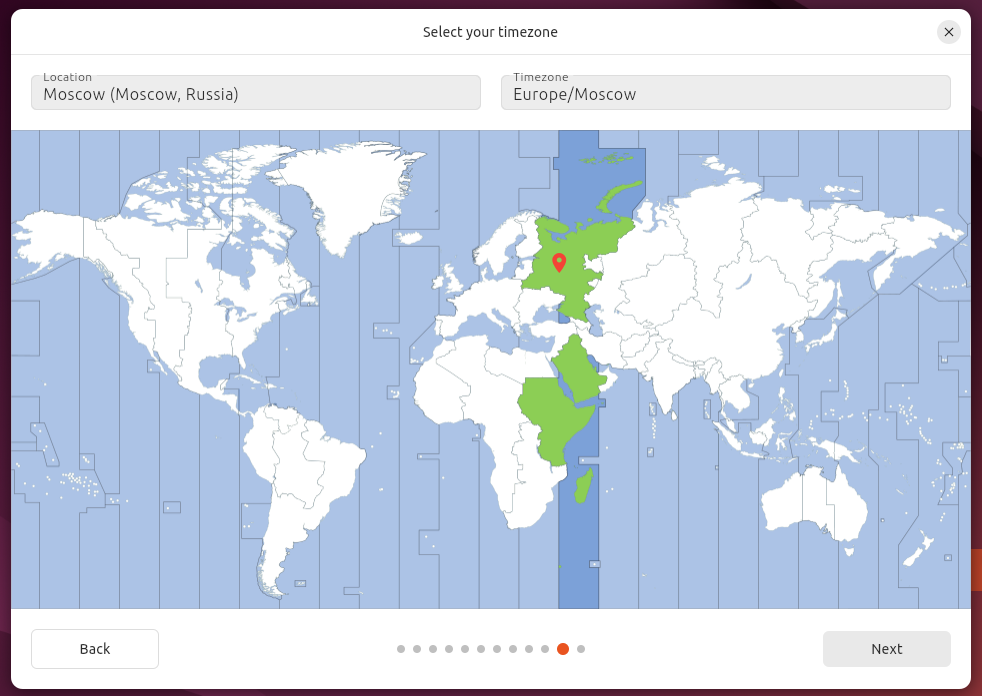 Select your timezone
Location
Moscow (Moscow, Russia)
Timezone
Europe/Moscow
Back
Next